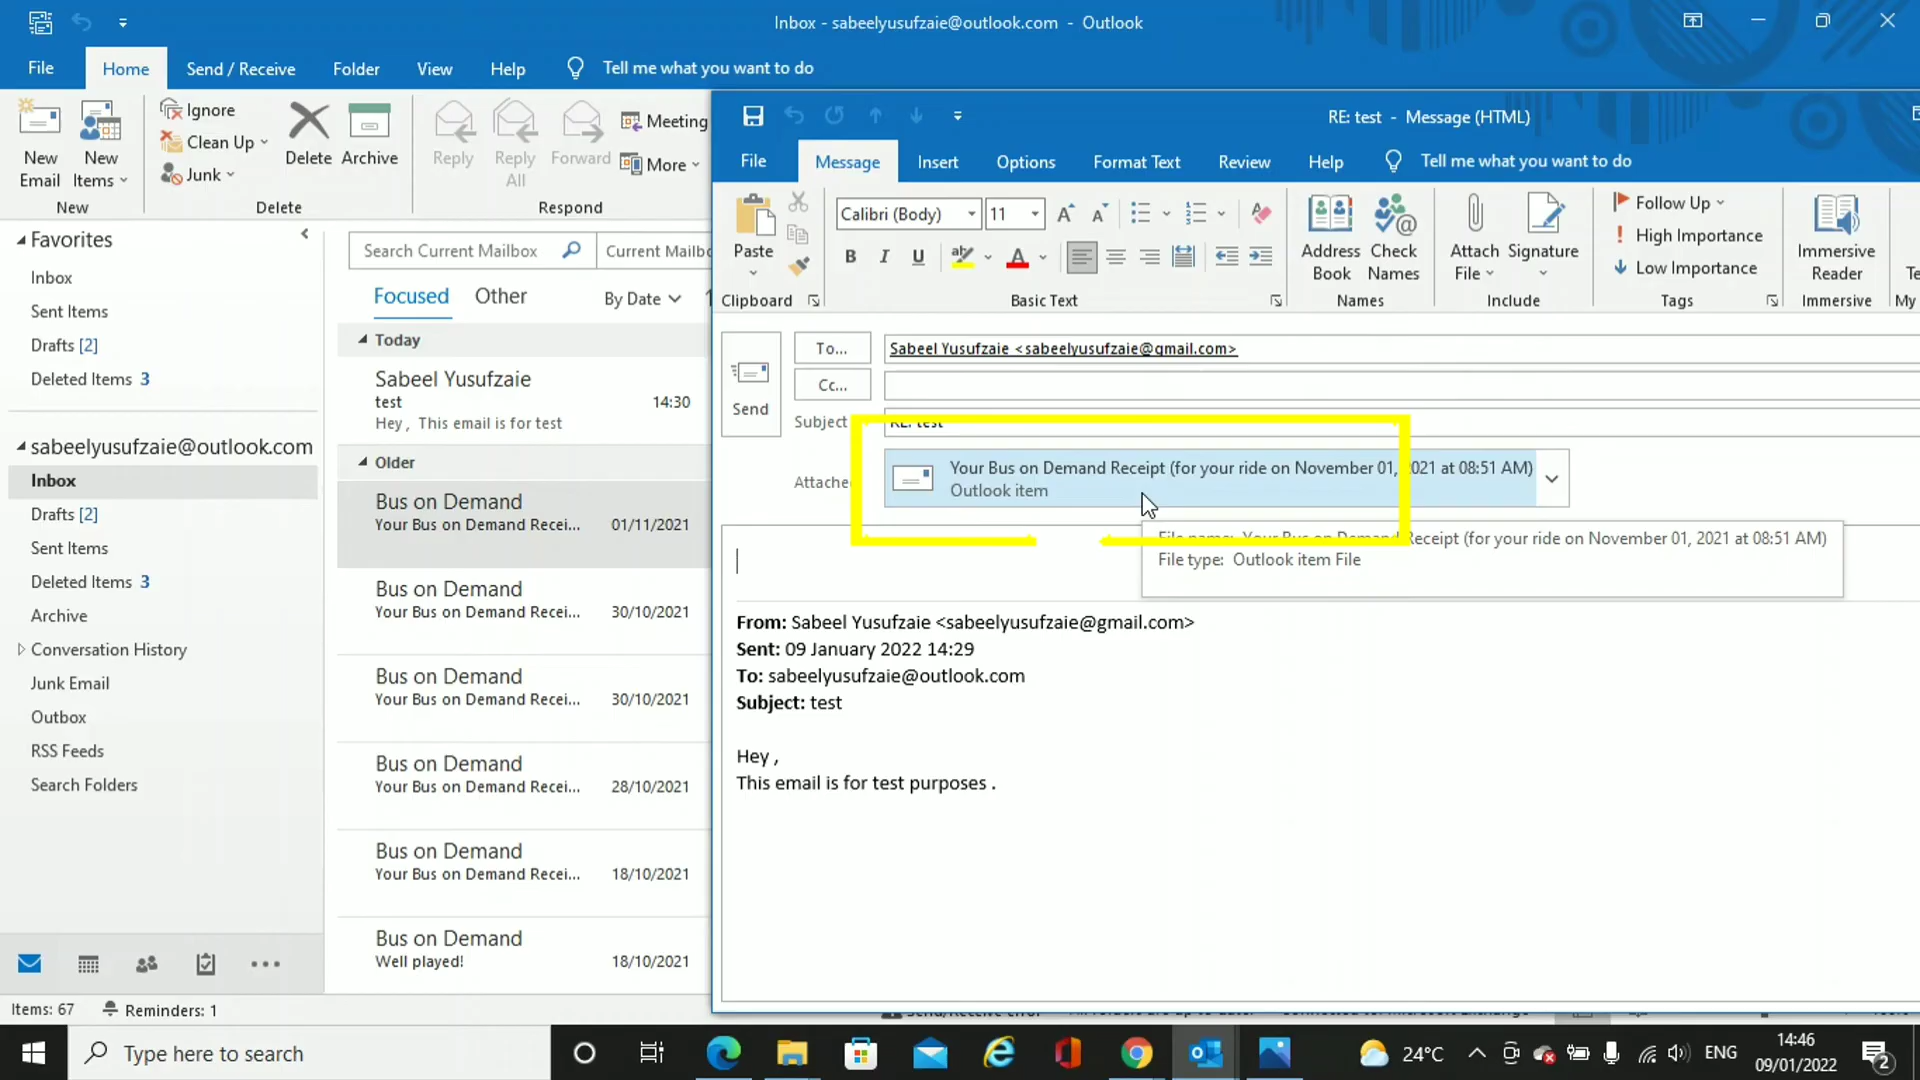 Inbox - sabeelyusufzaie@outlook.com - Outlook
File Home Send / Receive Folder View Help Tell me what you want to do
New Email
New Items
New
Ignore
Clean Up
Junk
Delete
Archive
Delete
Reply
Reply All
Forward
Meeting
More
Respond
Favorites
Inbox
Sent Items
Drafts [2]
Deleted Items 3
sabeelyusufzaie@outlook.com
Inbox
Drafts [2]
Sent Items
Deleted Items 3
Archive
Conversation History
Junk Email
Outbox
RSS Feeds
Search Folders
Items: 67 Reminders: 1
Search Current Mailbox
Focused Other By Date
Today
Sabeel Yusufzaie
test 14:30
Hey , This email is for test
Older
Bus on Demand
Your Bus on Demand Recei... 01/11/2021
Bus on Demand
Your Bus on Demand Recei... 30/10/2021
Bus on Demand
Your Bus on Demand Recei... 30/10/2021
Bus on Demand
Your Bus on Demand Recei... 28/10/2021
Bus on Demand
Your Bus on Demand Recei... 18/10/2021
Bus on Demand
Well played! 18/10/2021
RE: test - Message (HTML)
File Message Insert Options Format Text Review Help Tell me what you want to do
Paste
Clipboard
Calibri (Body) 11
B I U
Basic Text
Address Book
Check Names
Names
Attach File
Signature
Include
Follow Up
High Importance
Low Importance
Tags
Immersive Reader
Immersive
My
Send
To... Sabeel Yusufzaie <sabeelyusufzaie@gmail.com>
Cc...
Subject RE: test
Your Bus on Demand Receipt (for your ride on November 01, 2021 at 08:51 AM)
Outlook item
File name: Your Bus on Demand Receipt (for your ride on November 01, 2021 at 08:51 AM)
File type: Outlook item File
From: Sabeel Yusufzaie <sabeelyusufzaie@gmail.com>
Sent: 09 January 2022 14:29
To: sabeelyusufzaie@outlook.com
Subject: test
Hey ,
This email is for test purposes .
Type here to search
24°C
ENG
14:46
09/01/2022
2